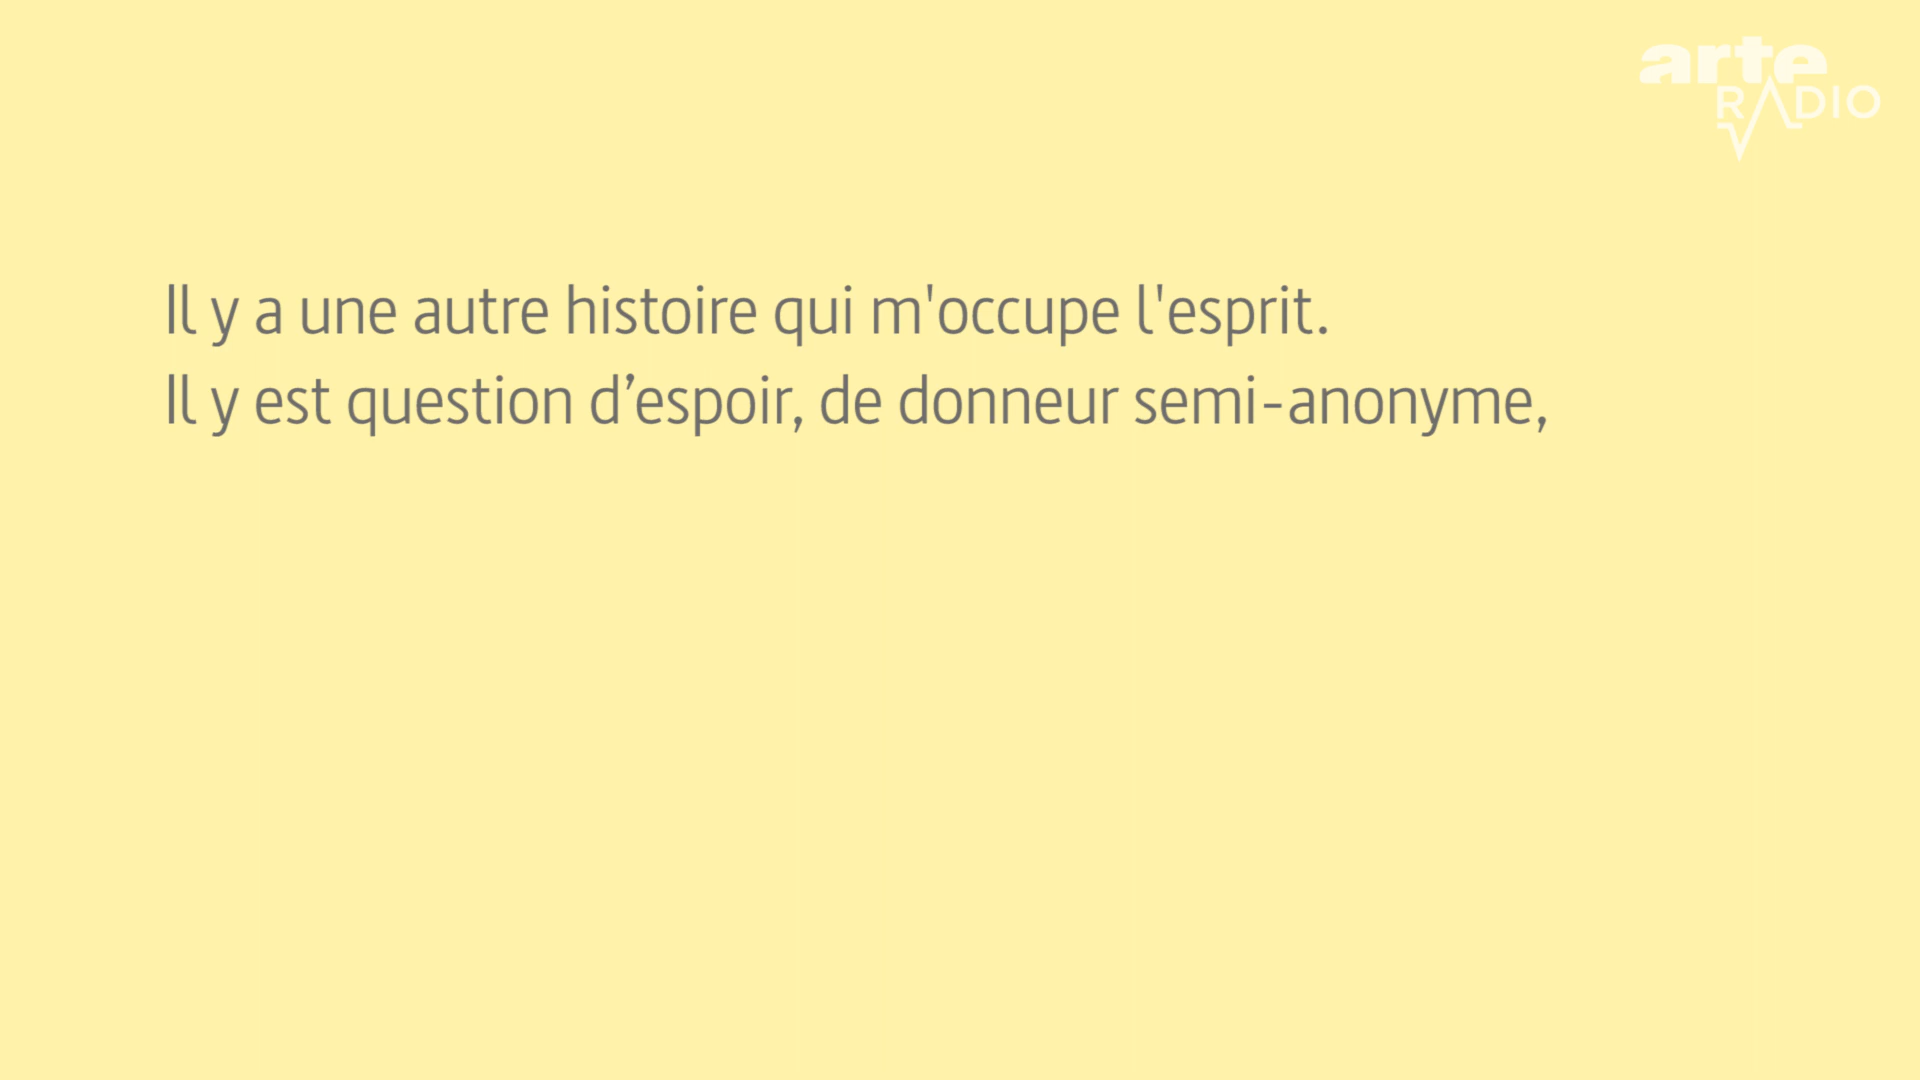 arte
RADIO
Il y a une autre histoire qui m'occupe l'esprit.
Il y est question d’espoir, de donneur semi-anonyme,